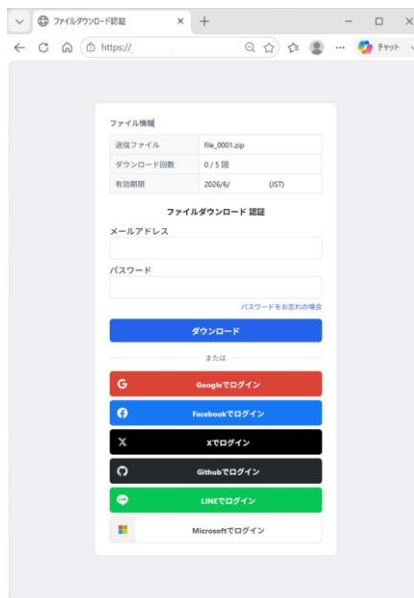 ファイルダウンロード認証
https://
チャット
ファイル情報
送信ファイル file_0001.zip
ダウンロード回数 0 / 5 回
有効期限 2026/6/ (JST)
ファイルダウンロード 認証
メールアドレス
パスワード
パスワードをお忘れの場合
ダウンロード
または
Googleでログイン
Facebookでログイン
Xでログイン
Githubでログイン
LINEでログイン
Microsoftでログイン